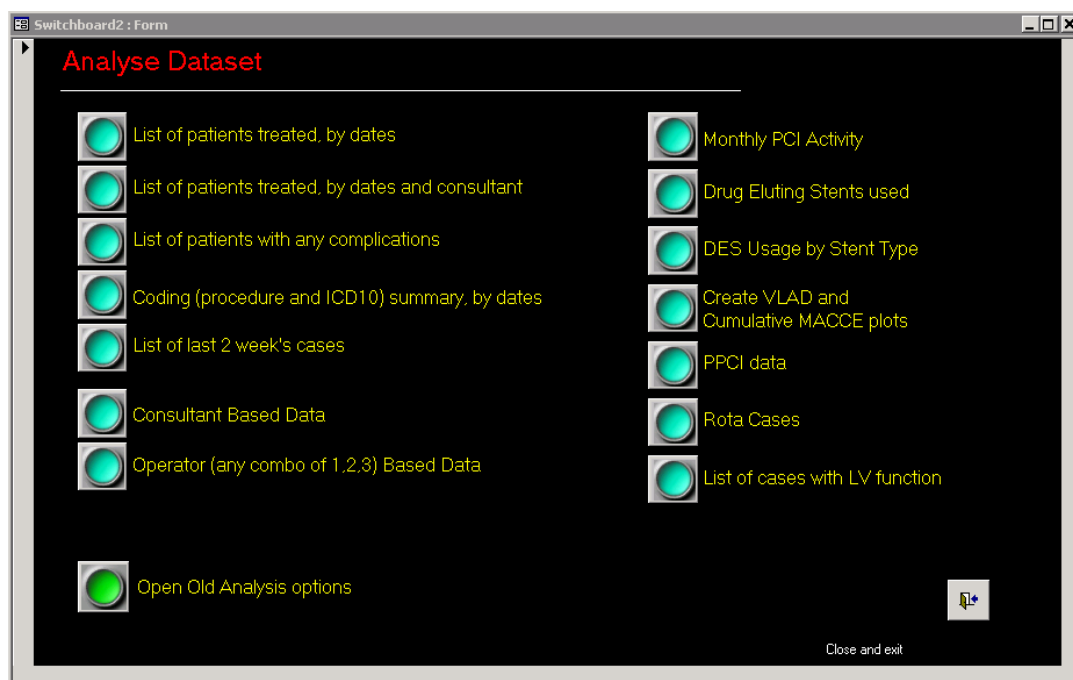 Switchboard2 : Form
Analyse Dataset
List of patients treated, by dates
List of patients treated, by dates and consultant
List of patients with any complications
Coding (procedure and ICD10) summary, by dates
List of last 2 week's cases
Consultant Based Data
Operator (any combo of 1,2,3) Based Data
Open Old Analysis options
Monthly PCI Activity
Drug Eluting Stents used
DES Usage by Stent Type
Create VLAD and
Cumulative MACCE plots
PPCI data
Rota Cases
List of cases with LV function
Close and exit